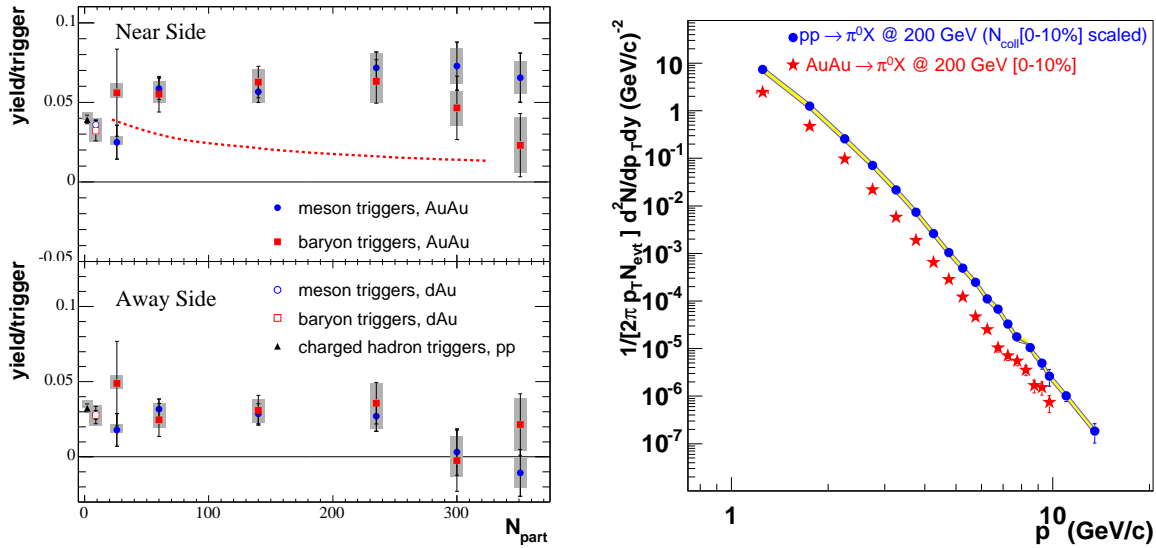 yield/trigger
0.1
0.05
0
-0.05
Near Side
meson triggers, AuAu
baryon triggers, AuAu
yield/trigger
0.1
0.05
0
Away Side
meson triggers, dAu
baryon triggers, dAu
charged hadron triggers, pp
0 100 200 300
N_part
1/[2π p_T N_evt] d²N/dp_T dy (GeV/c)⁻²
pp → π⁰X @ 200 GeV (N_coll[0-10%] scaled)
AuAu → π⁰X @ 200 GeV [0-10%]
10
1
10⁻¹
10⁻²
10⁻³
10⁻⁴
10⁻⁵
10⁻⁶
10⁻⁷
1 10
p (GeV/c)